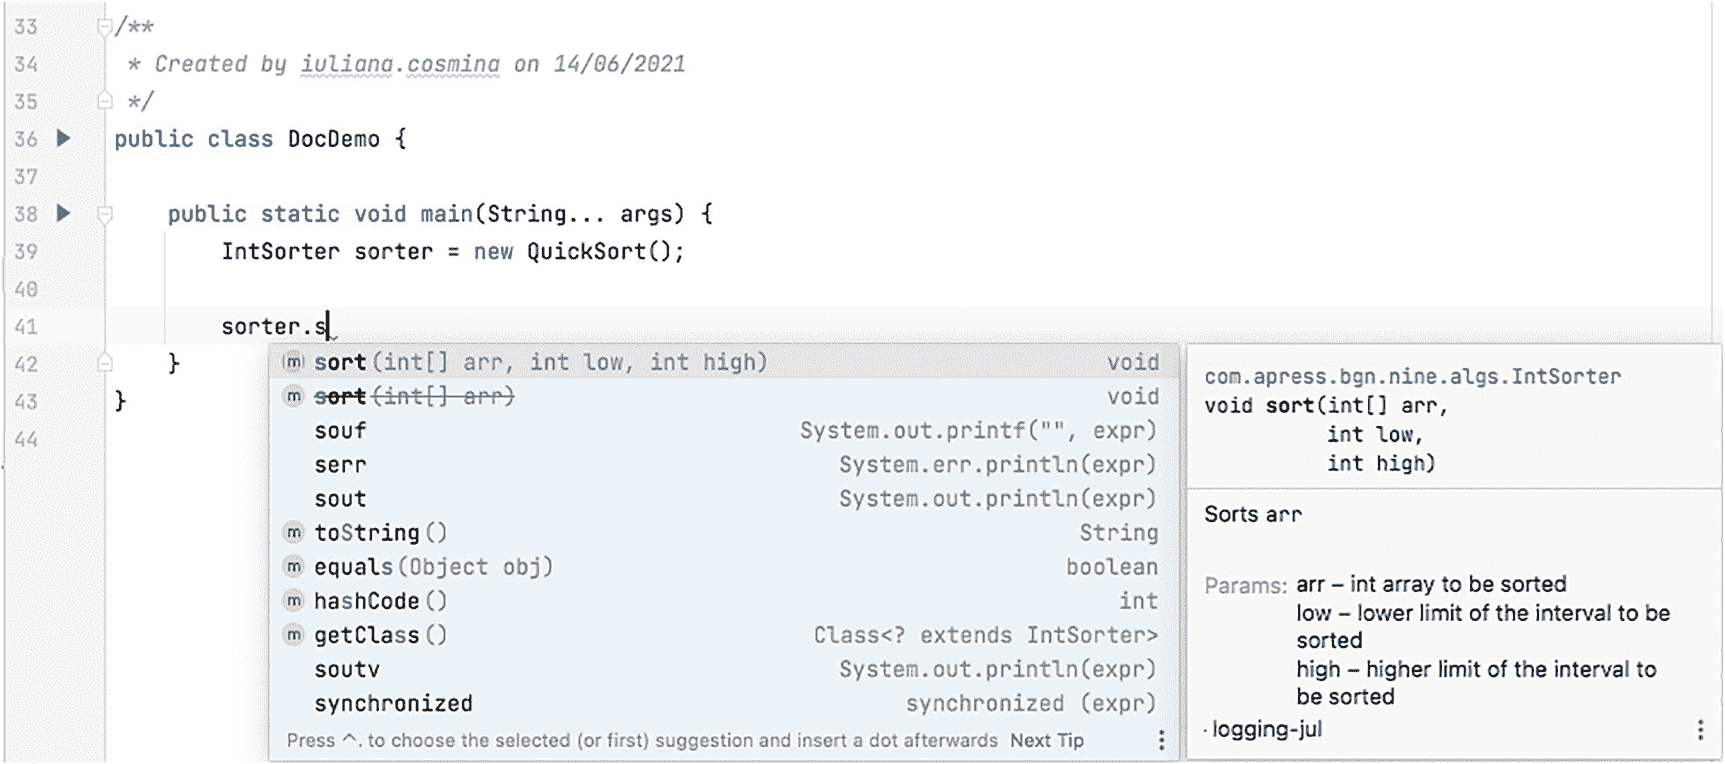 33 /**
34  * Created by iuliana.cosmina on 14/06/2021
35  */
36 public class DocDemo {
37
38     public static void main(String... args) {
39         IntSorter sorter = new QuickSort();
40
41         sorter.s
42     }
43 }
44
m sort(int[] arr, int low, int high) void
m sort(int[] arr) void
souf System.out.printf("", expr)
serr System.err.println(expr)
sout System.out.println(expr)
m toString() String
m equals(Object obj) boolean
m hashCode() int
m getClass() Class<? extends IntSorter>
soutv System.out.println(expr)
synchronized synchronized (expr)
Press ^. to choose the selected (or first) suggestion and insert a dot afterwards Next Tip
com.apress.bgn.nine.algs.IntSorter
void sort(int[] arr,
int low,
int high)
Sorts arr
Params: arr – int array to be sorted
low – lower limit of the interval to be
sorted
high – higher limit of the interval to
be sorted
logging-jul